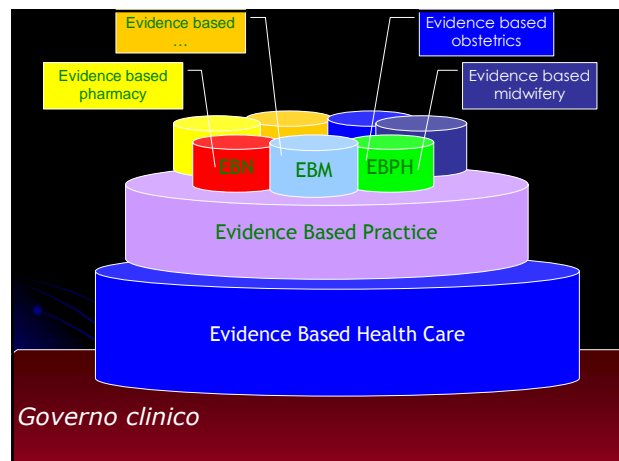 Evidence based
…
Evidence based
obstetrics
Evidence based
pharmacy
Evidence based
midwifery
EBN
EBM
EBPH
Evidence Based Practice
Evidence Based Health Care
Governo clinico